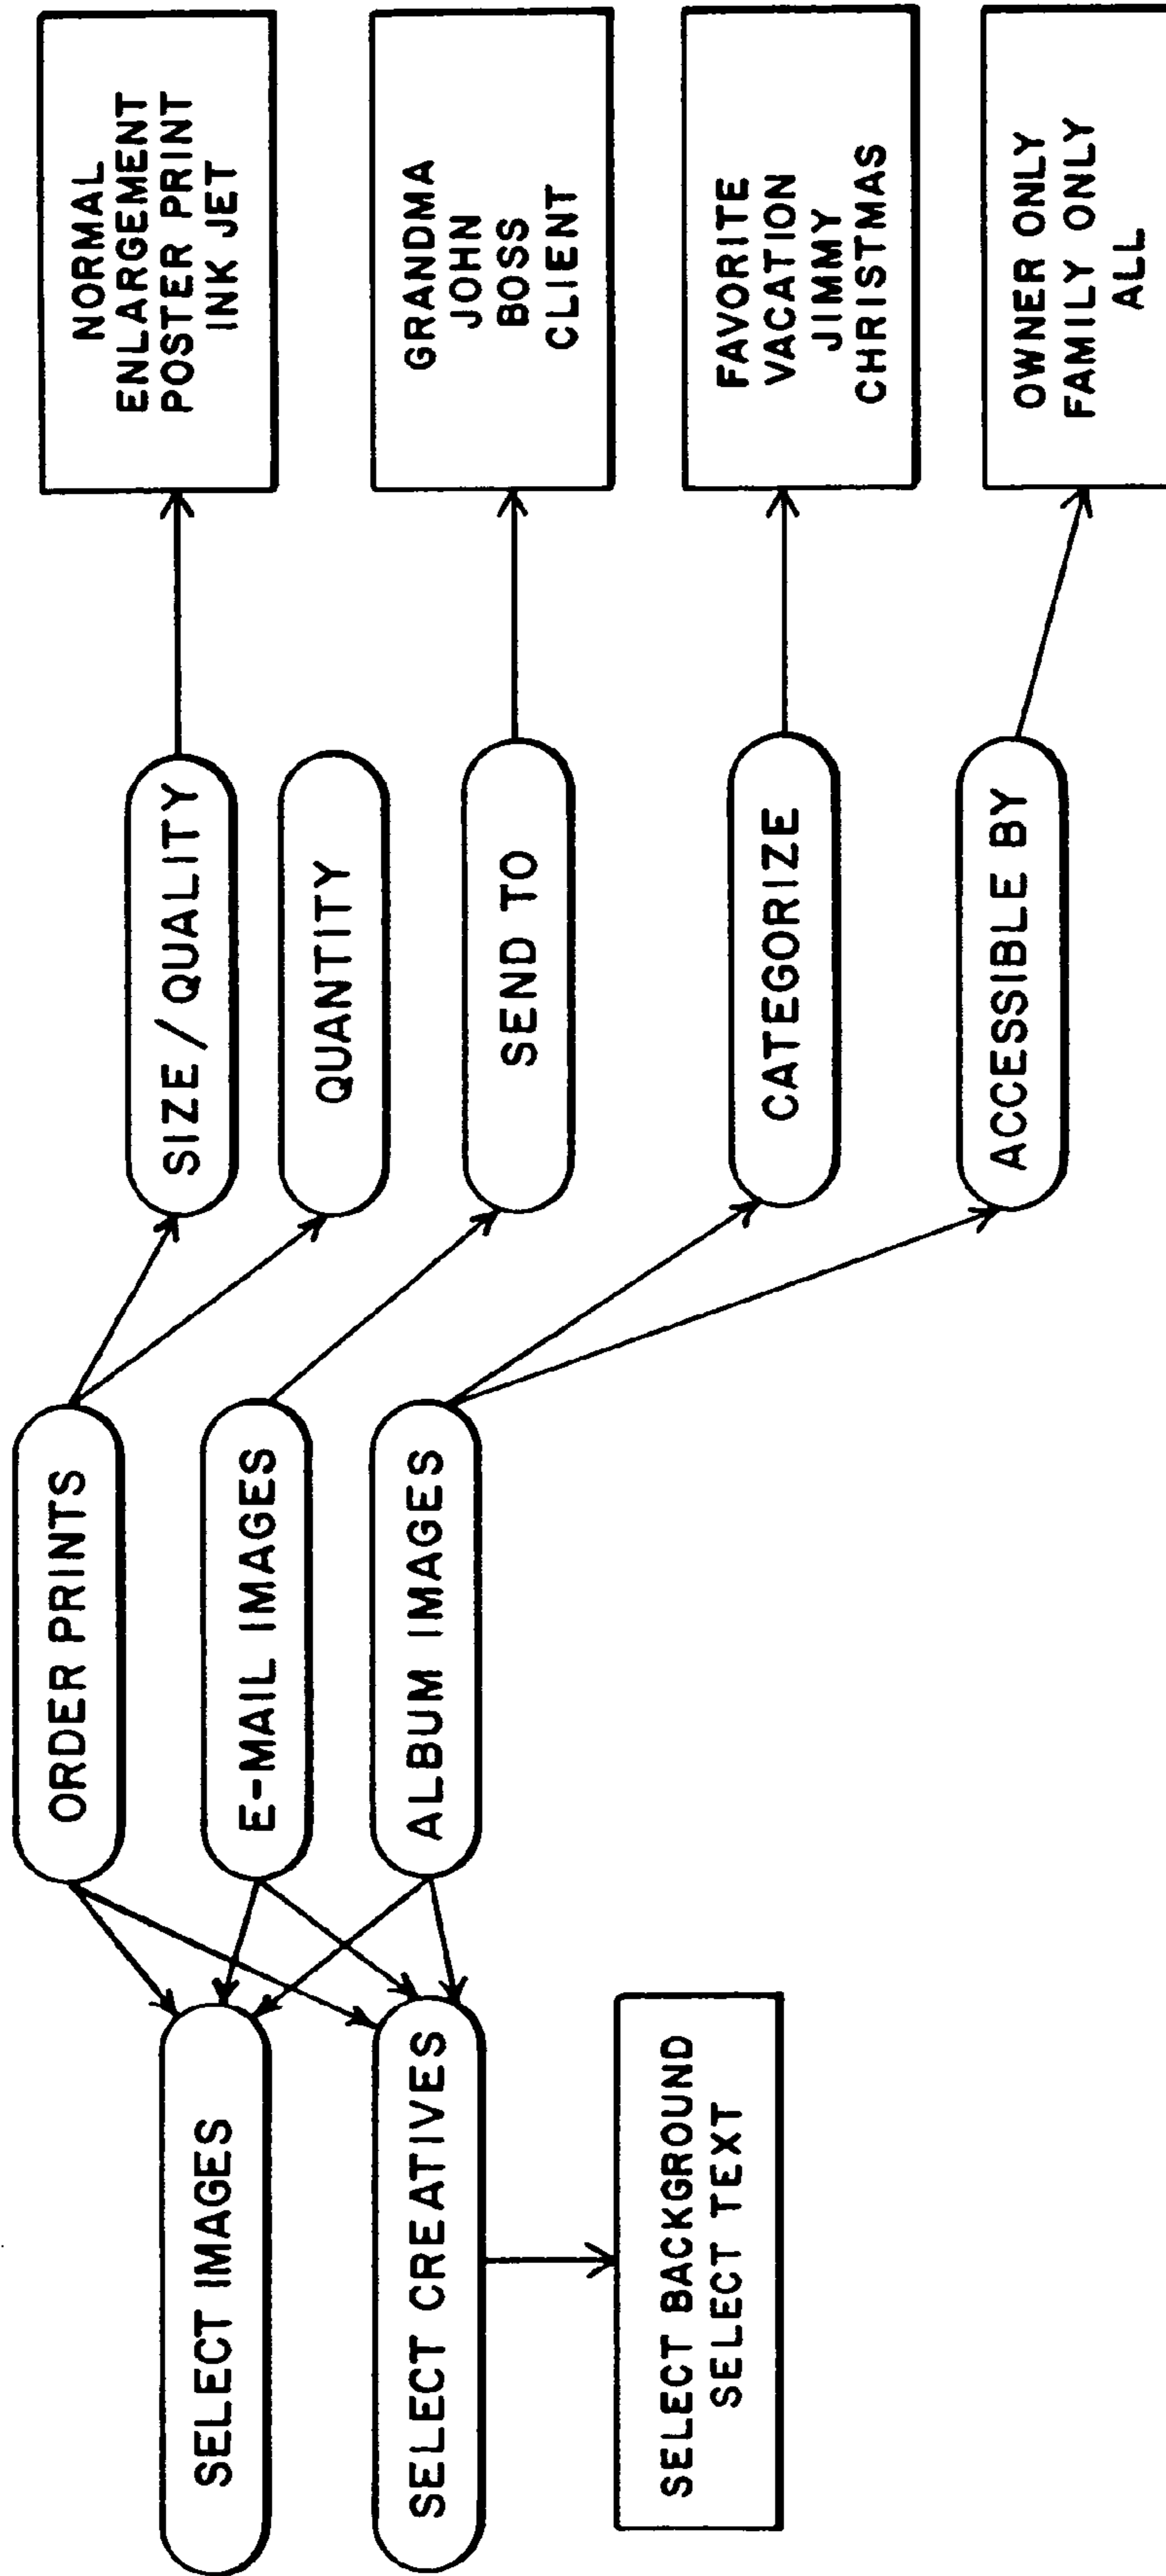 SELECT IMAGES
SELECT CREATIVES
SELECT BACKGROUND
SELECT TEXT
ORDER PRINTS
E-MAIL IMAGES
ALBUM IMAGES
SIZE / QUALITY
QUANTITY
SEND TO
CATEGORIZE
ACCESSIBLE BY
NORMAL
ENLARGEMENT
POSTER PRINT
INK JET
GRANDMA
JOHN
BOSS
CLIENT
FAVORITE
VACATION
JIMMY
CHRISTMAS
OWNER ONLY
FAMILY ONLY
ALL